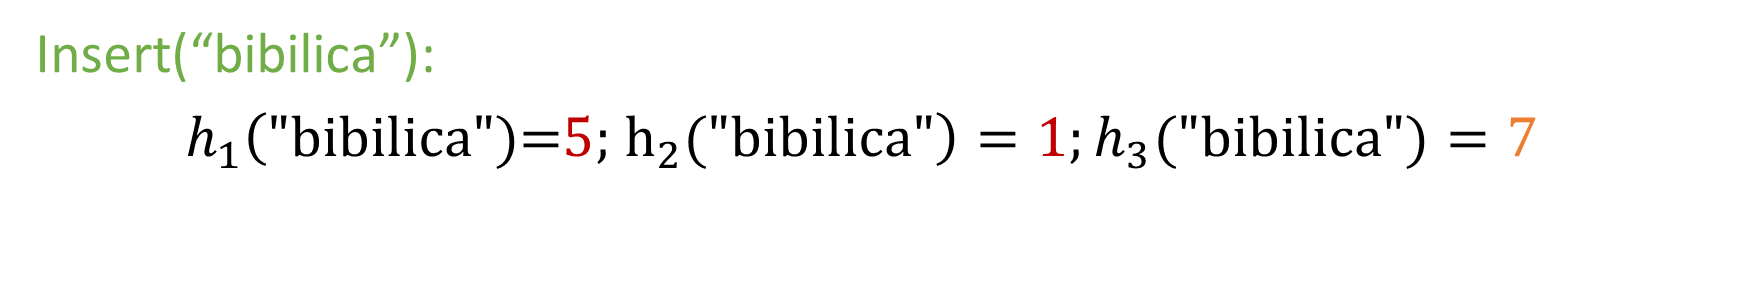 Insert(“bibilica”):
h₁("bibilica")=5; h₂("bibilica") = 1; h₃("bibilica") = 7